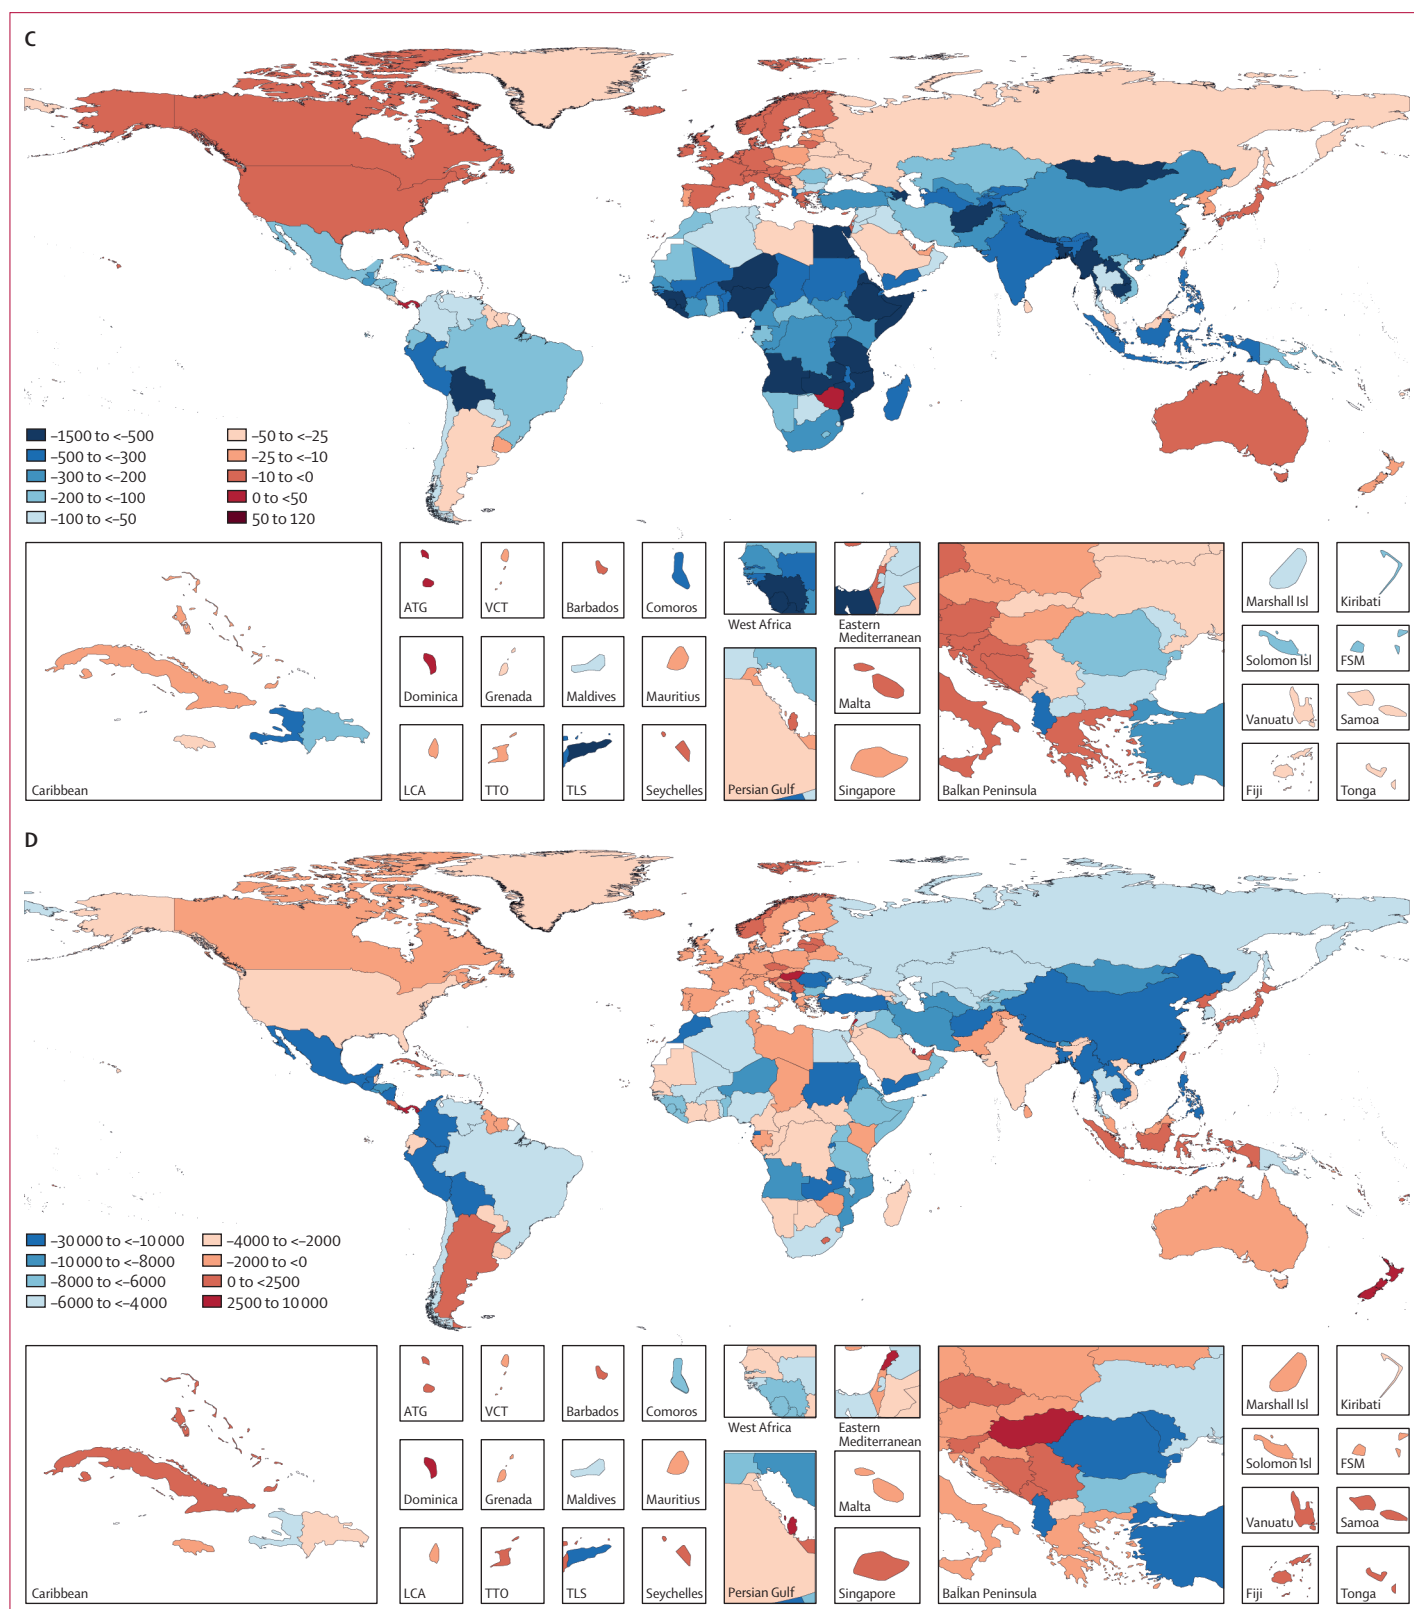 C
–1500 to <–500
–500 to <–300
–300 to <–200
–200 to <–100
–100 to <–50
–50 to <–25
–25 to <–10
–10 to <0
0 to <50
50 to 120
Caribbean
ATG
VCT
Barbados
Comoros
Dominica
Grenada
Maldives
Mauritius
LCA
TTO
TLS
Seychelles
West Africa
Eastern
Mediterranean
Persian Gulf
Malta
Singapore
Balkan Peninsula
Marshall Isl
Kiribati
Solomon Isl
FSM
Vanuatu
Samoa
Fiji
Tonga
D
–30 000 to <–10 000
–10 000 to <–8000
–8000 to <–6000
–6000 to <–4000
–4000 to <–2000
–2000 to <0
0 to <2500
2500 to 10 000
Caribbean
ATG
VCT
Barbados
Comoros
Dominica
Grenada
Maldives
Mauritius
LCA
TTO
TLS
Seychelles
West Africa
Eastern
Mediterranean
Persian Gulf
Malta
Singapore
Balkan Peninsula
Marshall Isl
Kiribati
Solomon Isl
FSM
Vanuatu
Samoa
Fiji
Tonga